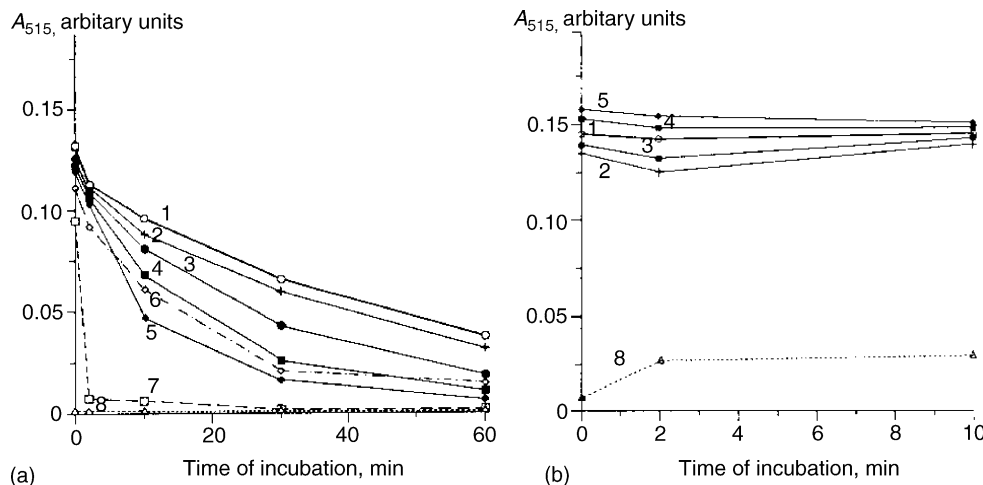 A515, arbitary units
0.15
0.10
0.05
0
1
2
3
4
6
5
7
8
0 20 40 60
Time of incubation, min
(a)
A515, arbitary units
0.15
0.10
0.05
0
5
4
1
3
2
8
0 2 4 6 8 10
Time of incubation, min
(b)